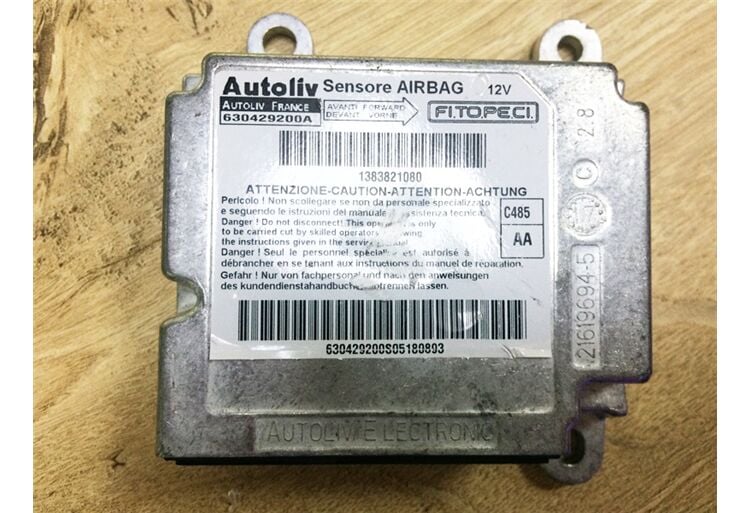 Autoliv Sensore AIRBAG 12V
AUTOLIV FRANCE
630429200A
AVANTI FORWARD
DEVANT VORNE
FI.TO.PE.CI.
1383821080
ATTENZIONE-CAUTION-ATTENTION-ACHTUNG
Pericolo ! Non scollegare se non da personale specializzato
e seguendo le istruzioni del manuale assistenza tecnica.
Danger ! Do not disconnect! This operation is only
to be carried cut by skilled operators following
the instructions given in the service
Danger ! Seul le personnel spécialisé est autorisé à
débrancher en se tenant aux instructions du manuel de réparation.
Gefahr ! Nur von fachpersonal und nach den anweisungen
des kundendienstahandbuches abtrennen lassen.
C485
AA
630429200S05180893
AUTOLIV ELECTRONIC
C 2.8
21619694-5